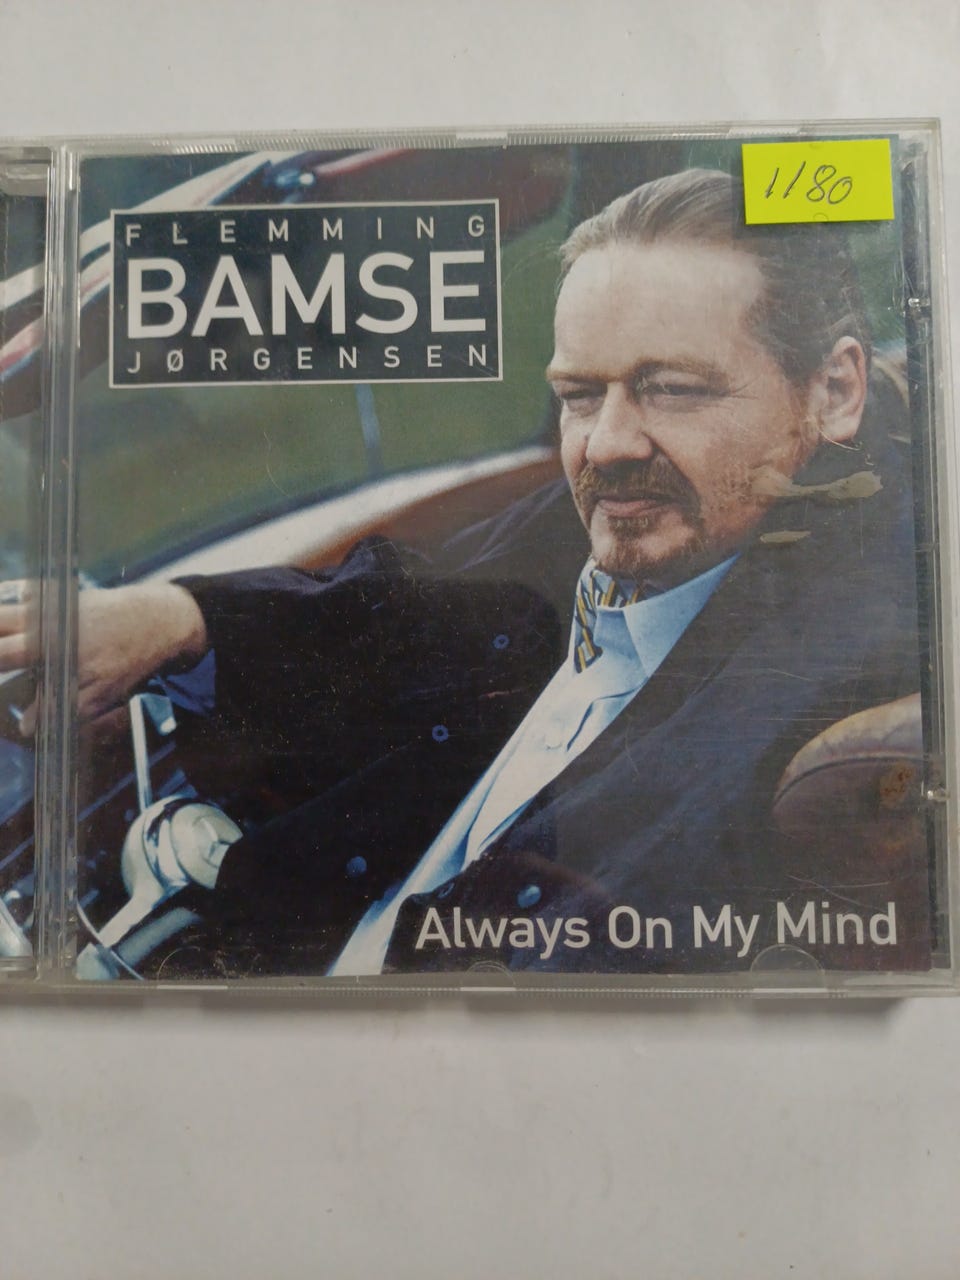 1180
FLEMMING
BAMSE
JØRGENSEN
Always On My Mind